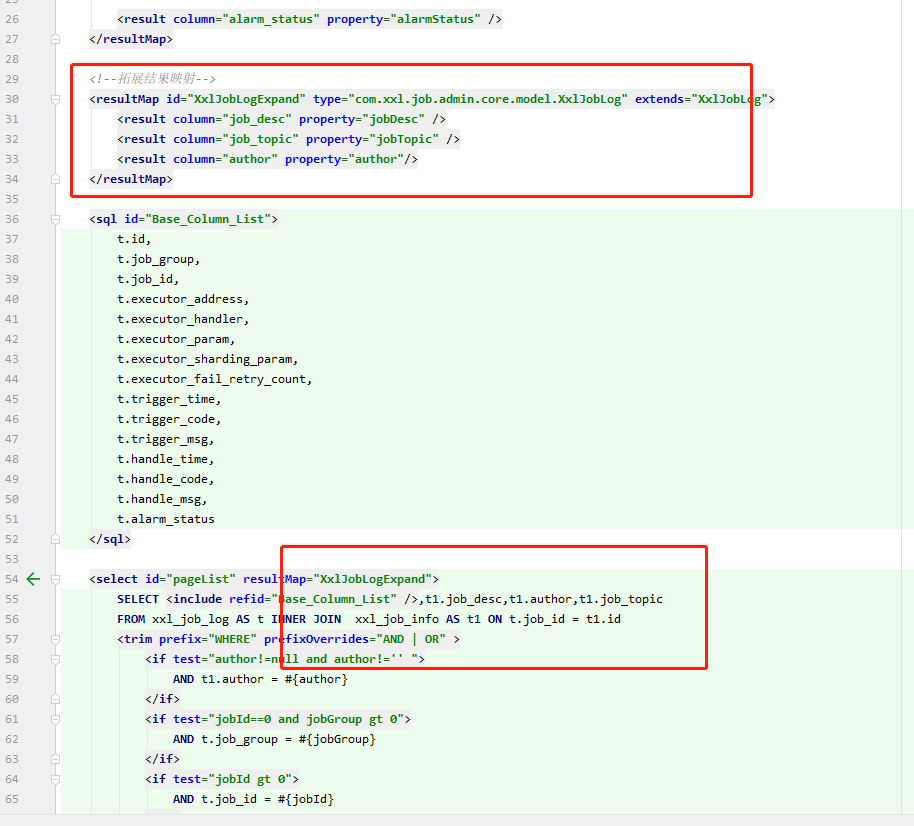 25
26 <result column="alarm_status" property="alarmStatus" />
27 </resultMap>
28
29 <!--拓展结果映射-->
30 <resultMap id="XxlJobLogExpand" type="com.xxl.job.admin.core.model.XxlJobLog" extends="XxlJobLog">
31 <result column="job_desc" property="jobDesc" />
32 <result column="job_topic" property="jobTopic" />
33 <result column="author" property="author"/>
34 </resultMap>
35
36 <sql id="Base_Column_List">
37 t.id,
38 t.job_group,
39 t.job_id,
40 t.executor_address,
41 t.executor_handler,
42 t.executor_param,
43 t.executor_sharding_param,
44 t.executor_fail_retry_count,
45 t.trigger_time,
46 t.trigger_code,
47 t.trigger_msg,
48 t.handle_time,
49 t.handle_code,
50 t.handle_msg,
51 t.alarm_status
52 </sql>
53
54 <select id="pageList" resultMap="XxlJobLogExpand">
55 SELECT <include refid="Base_Column_List" />,t1.job_desc,t1.author,t1.job_topic
56 FROM xxl_job_log AS t INNER JOIN  xxl_job_info AS t1 ON t.job_id = t1.id
57 <trim prefix="WHERE" prefixOverrides="AND | OR" >
58 <if test="author!=null and author!='' ">
59 AND t1.author = #{author}
60 </if>
61 <if test="jobId==0 and jobGroup gt 0">
62 AND t.job_group = #{jobGroup}
63 </if>
64 <if test="jobId gt 0">
65 AND t.job_id = #{jobId}